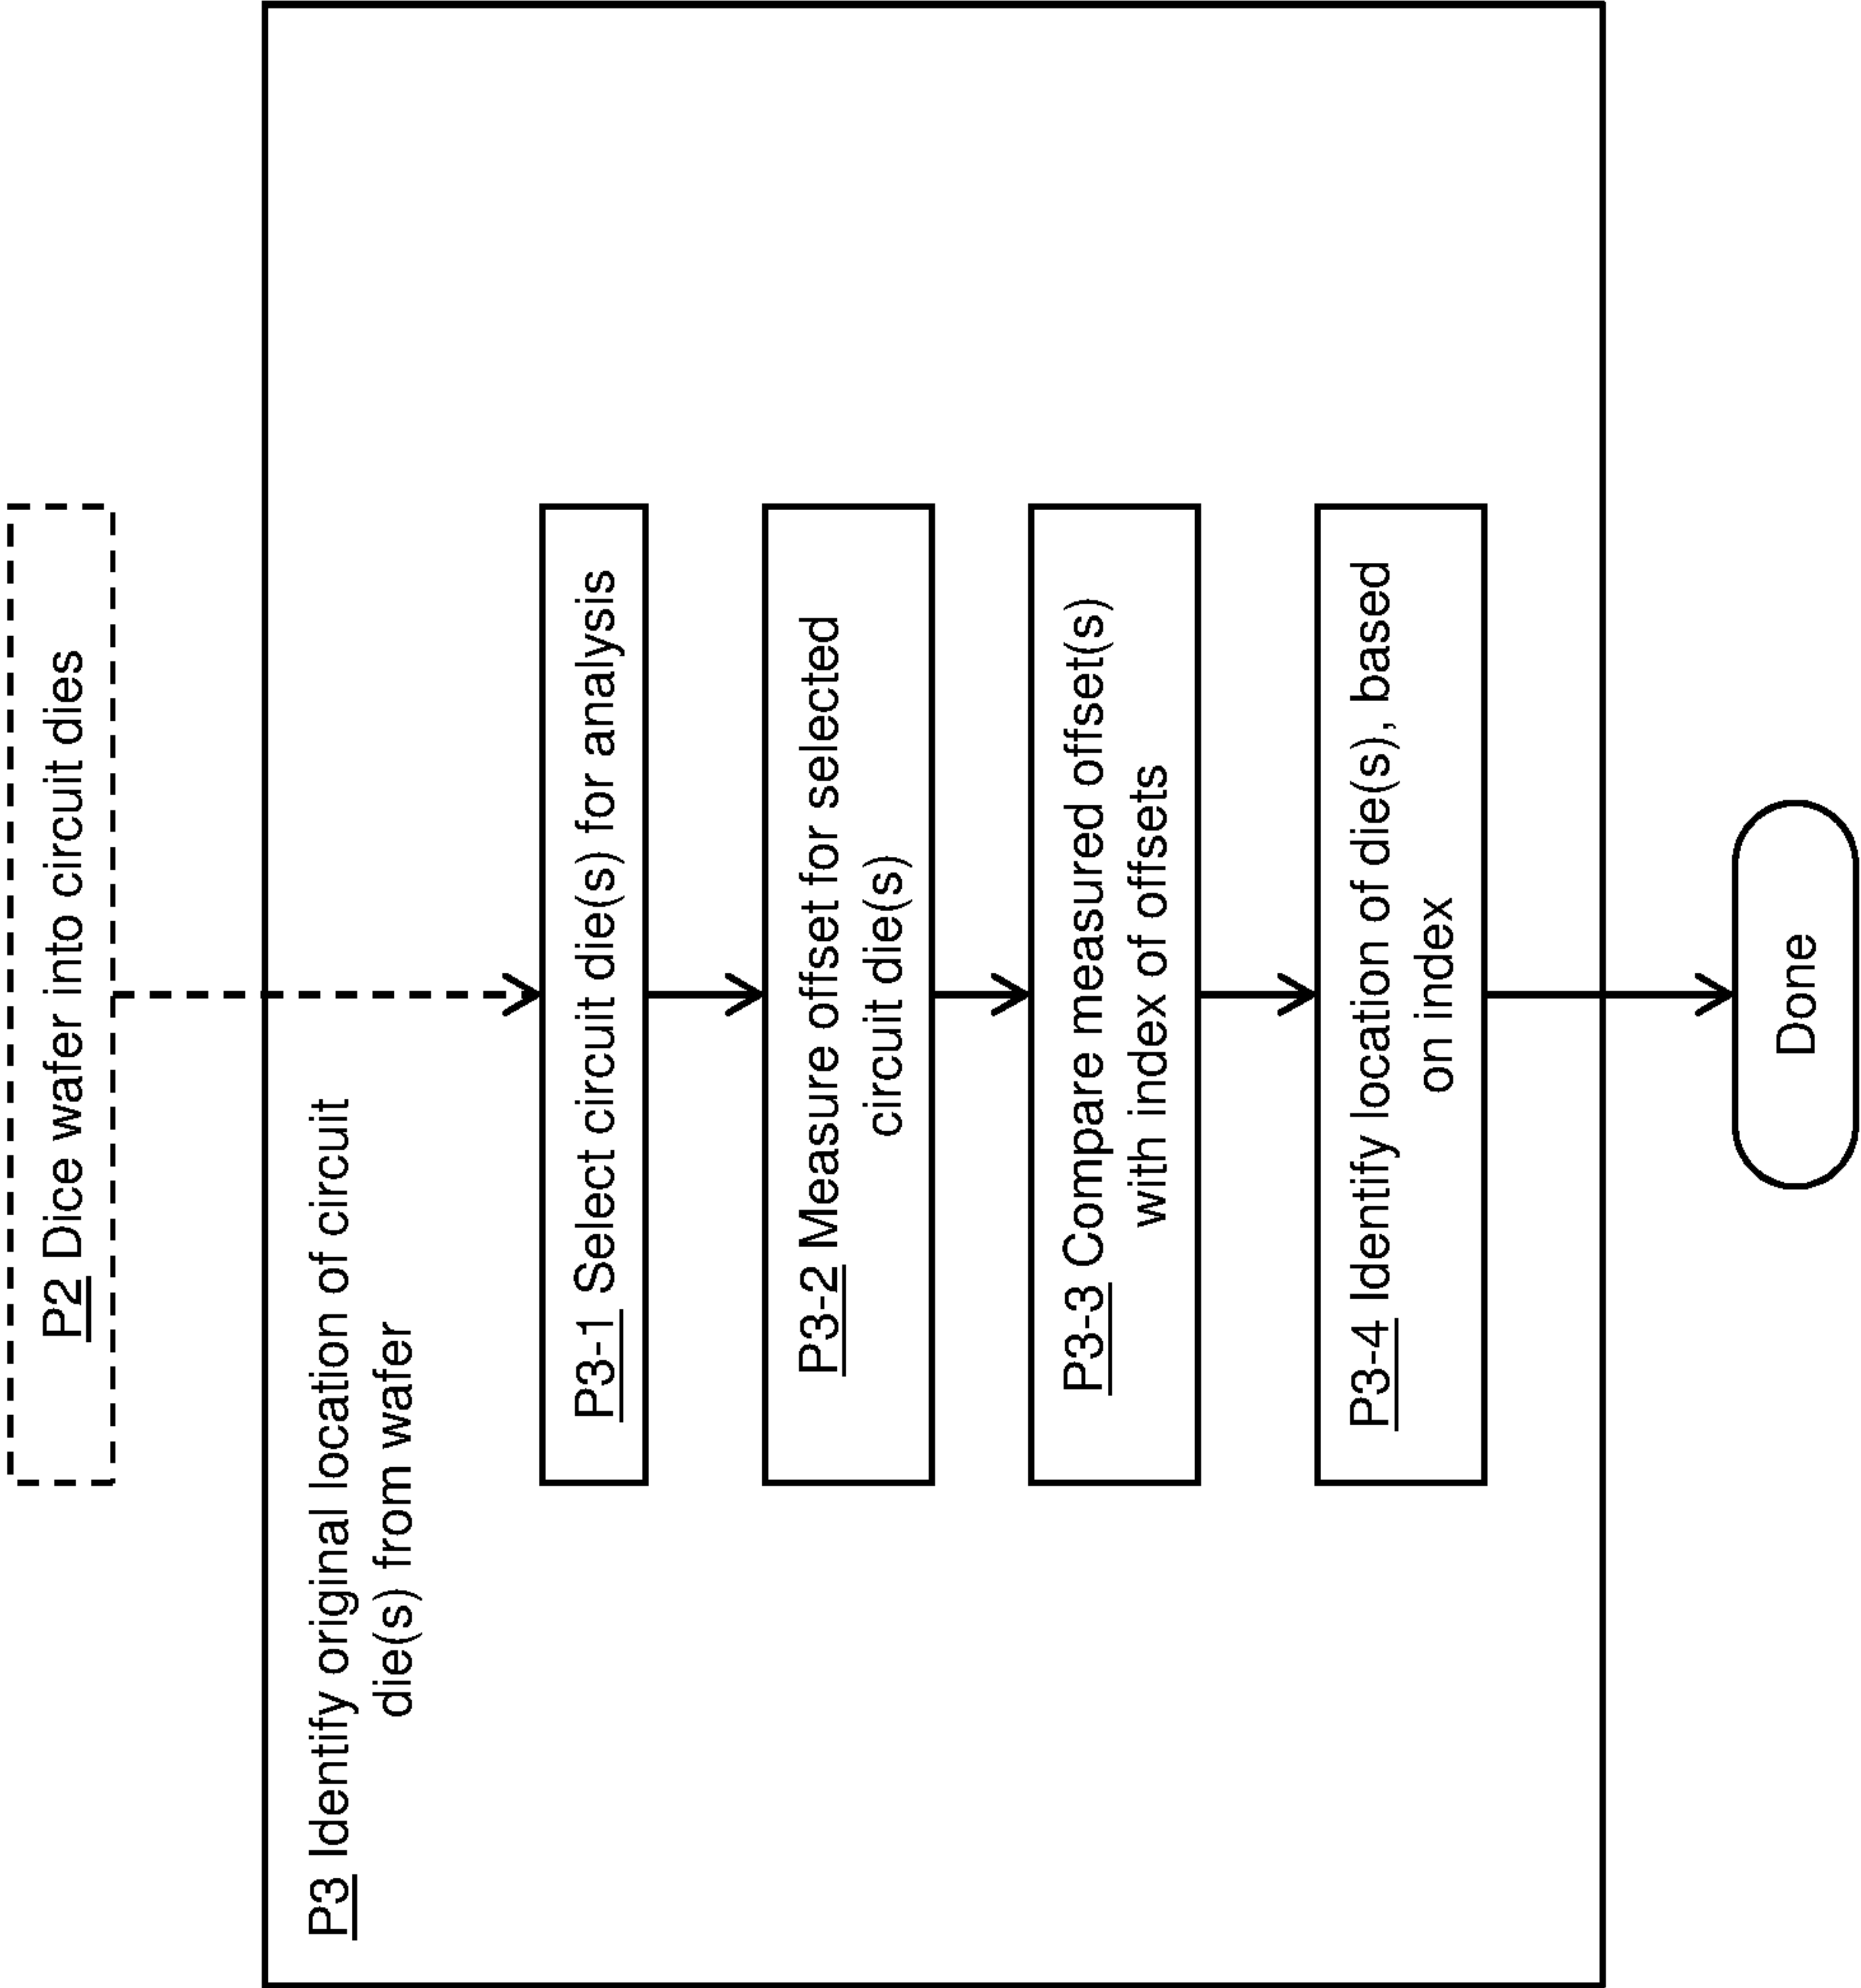 P2 Dice wafer into circuit dies
P3 Identify original location of circuit
die(s) from wafer
P3-1 Select circuit die(s) for analysis
P3-2 Measure offset for selected
circuit die(s)
P3-3 Compare measured offset(s)
with index of offsets
P3-4 Identify location of die(s), based
on index
Done